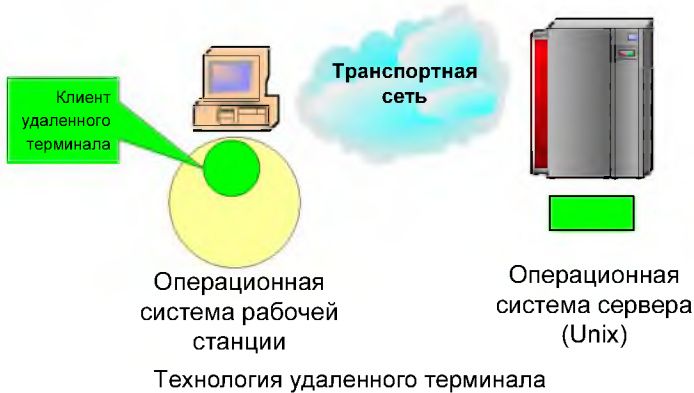 Транспортная
сеть
Клиент
удаленного
терминала
Операционная
система рабочей
станции
Операционная
система сервера
(Unix)
Технология удаленного терминала